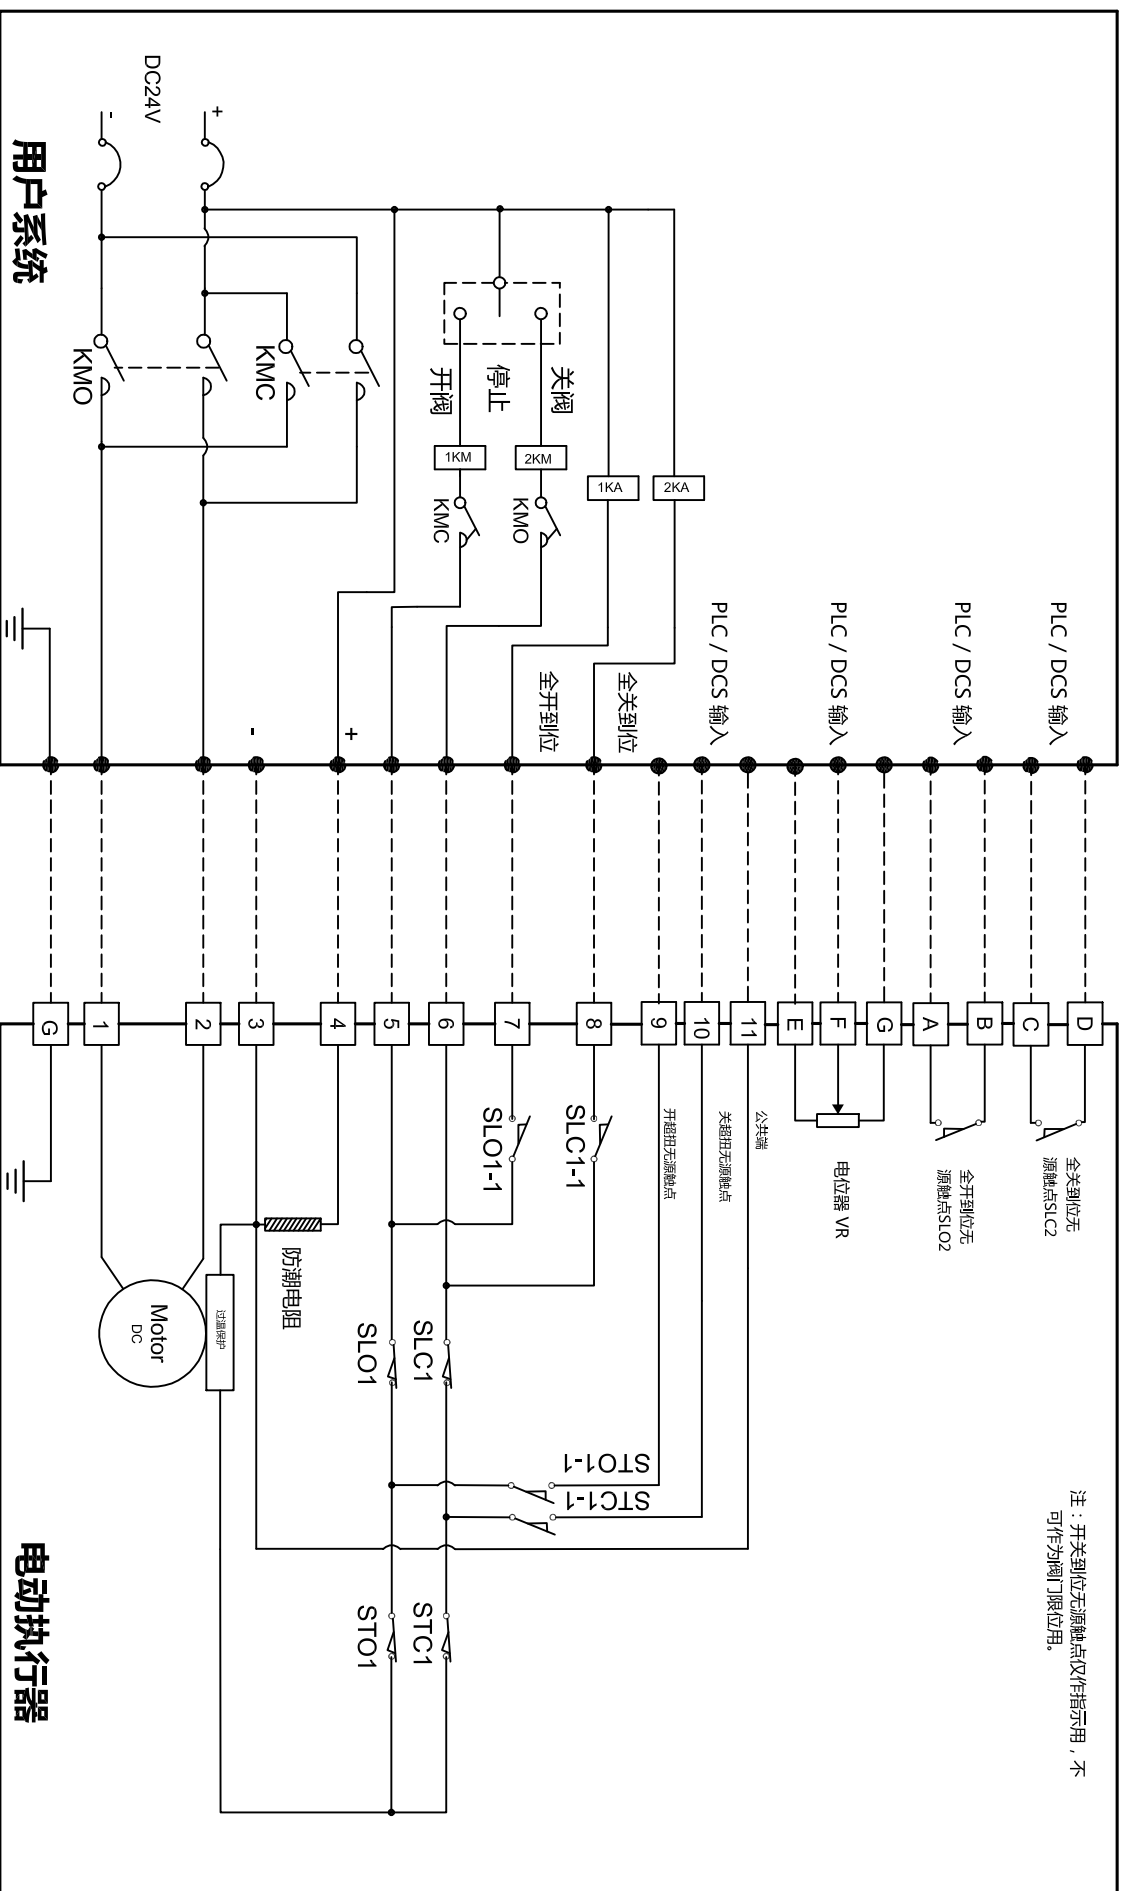 注：开关到位无源触点仅作指示用，不
可作为阀门限位用。
PLC / DCS 输入
D
全关到位无
源触点SLC2
C
PLC / DCS 输入
B
全开到位无
源触点SLO2
A
PLC / DCS 输入
G
F
E
电位器 VR
PLC / DCS 输入
11
公共端
10
关超扭无源触点
9
开超扭无源触点
2KA
全关到位
8
SLC1-1
1KA
全开到位
7
SLO1-1
STO1-1
STC1-1
关阀
2KM
KMO
停止
开阀
1KM
KMC
6
SLC1
STC1
5
SLO1
STO1
+
4
防潮电阻
-
3
KMC
+
2
过温保护
DC24V
-
KMO
1
Motor
DC
G
用户系统
电动执行器